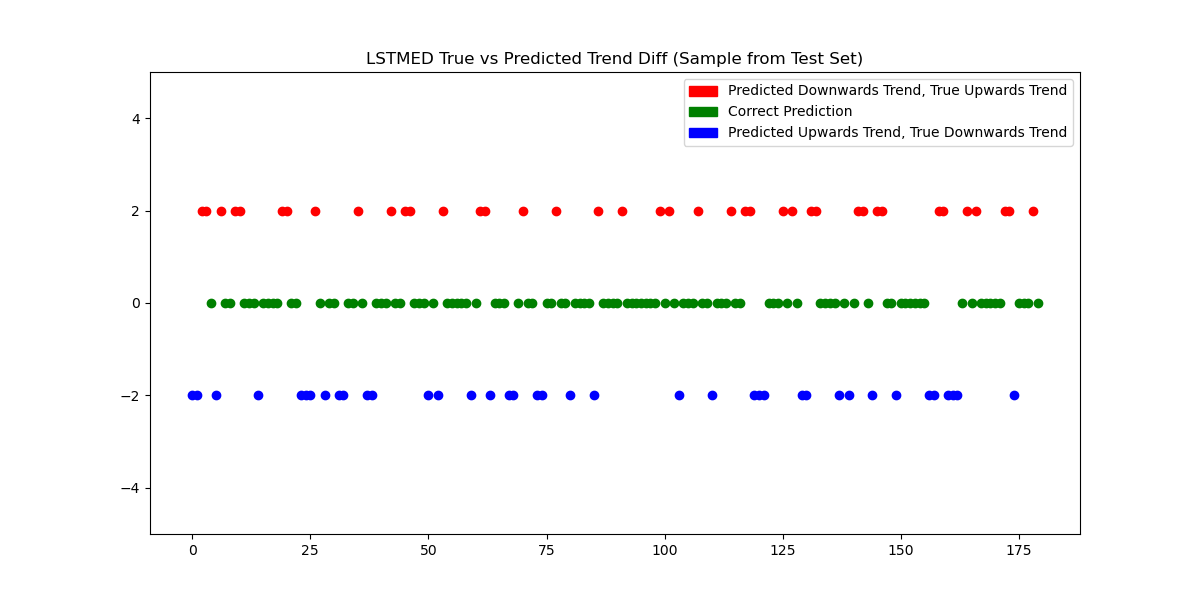 LSTMED True vs Predicted Trend Diff (Sample from Test Set)
Predicted Downwards Trend, True Upwards Trend
Correct Prediction
Predicted Upwards Trend, True Downwards Trend
4
2
0
−2
−4
0 25 50 75 100 125 150 175